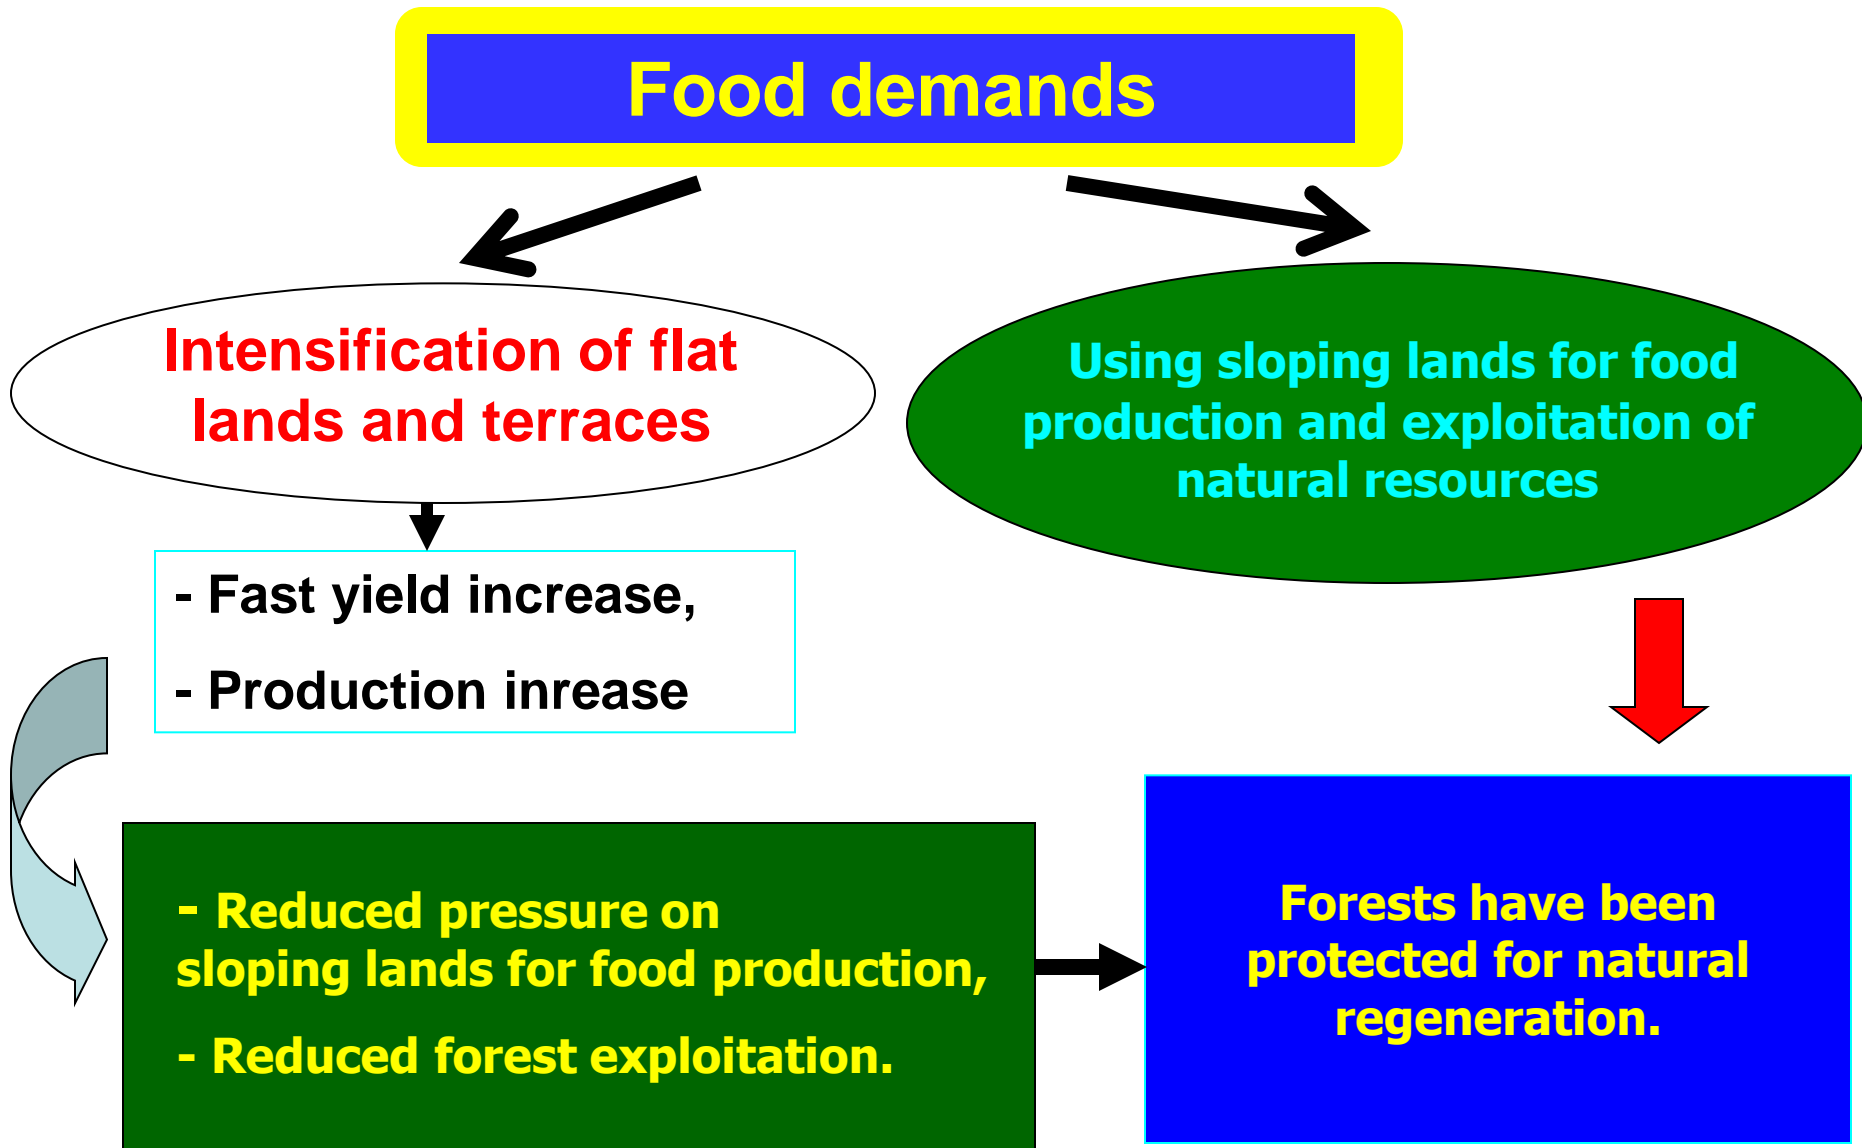 Food demands
Intensification of flat
lands and terraces
Using sloping lands for food
production and exploitation of
natural resources
- Fast yield increase,
- Production inrease
- Reduced pressure on
sloping lands for food production,
- Reduced forest exploitation.
Forests have been
protected for natural
regeneration.